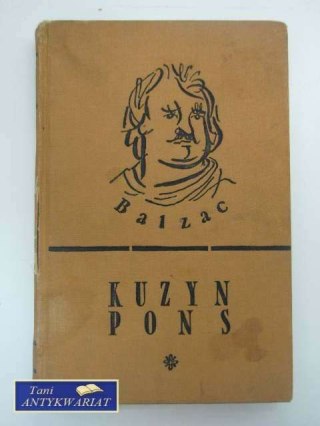 Balzac
KUZYN
PONS
Tani
ANTYKWARIAT